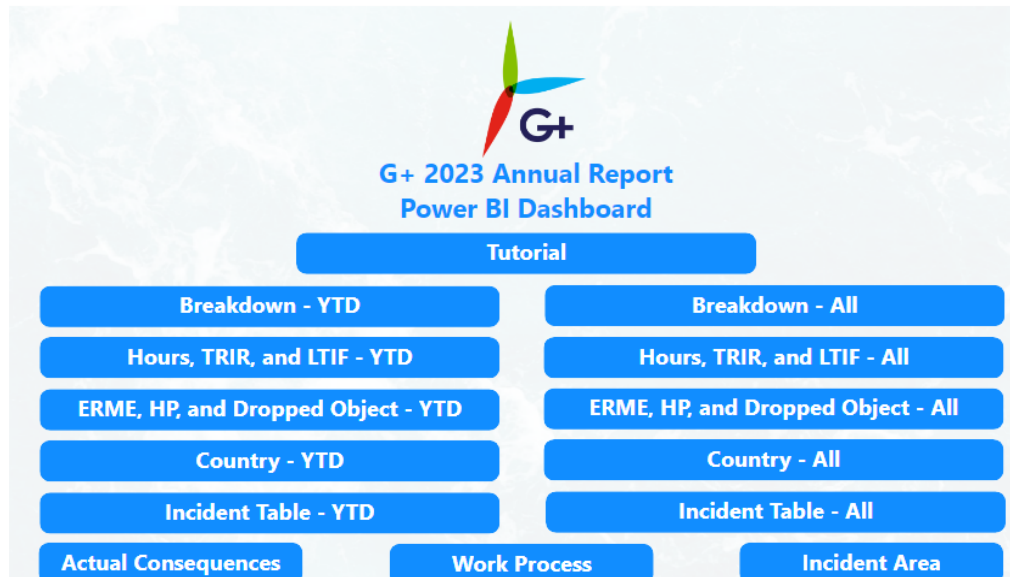 G+
G+ 2023 Annual Report
Power BI Dashboard
Tutorial
Breakdown - YTD
Breakdown - All
Hours, TRIR, and LTIF - YTD
Hours, TRIR, and LTIF - All
ERME, HP, and Dropped Object - YTD
ERME, HP, and Dropped Object - All
Country - YTD
Country - All
Incident Table - YTD
Incident Table - All
Actual Consequences
Work Process
Incident Area